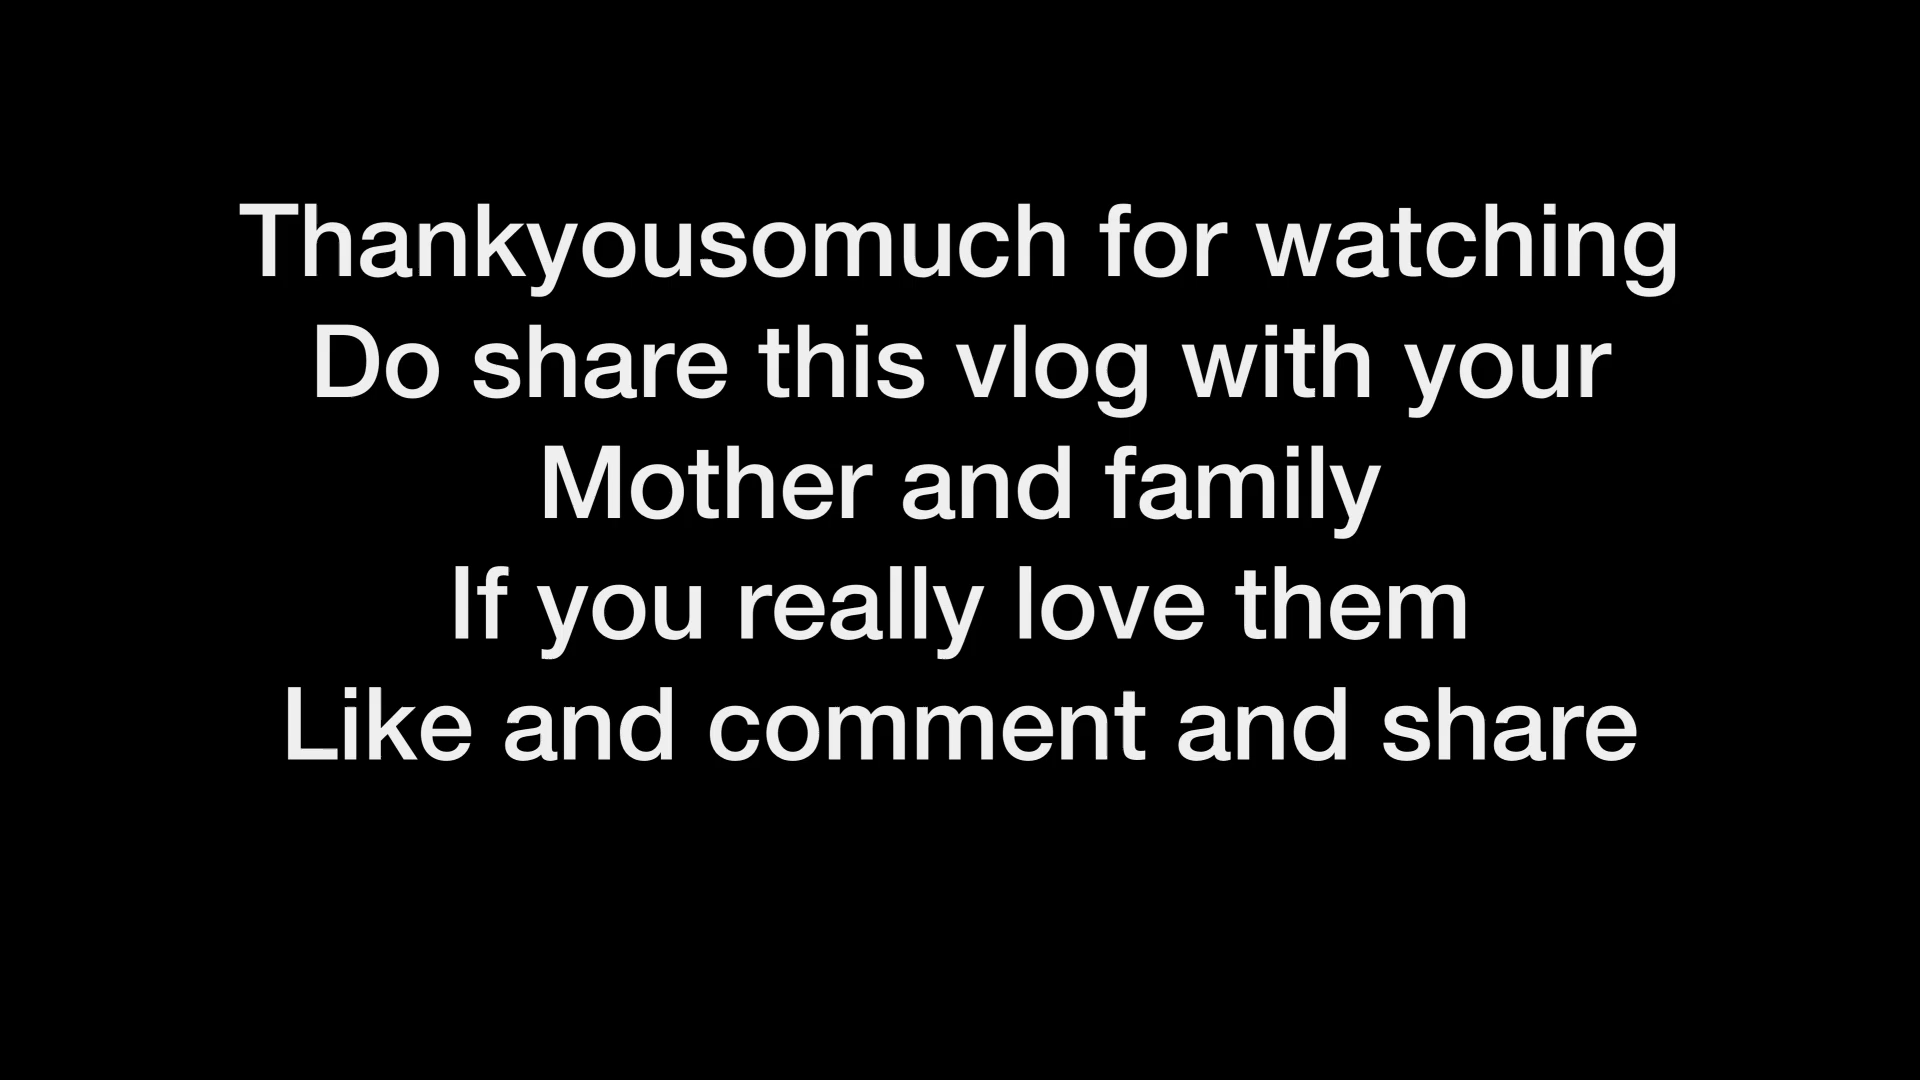 Thankyousomuch for watching
Do share this vlog with your
Mother and family
If you really love them
Like and comment and share